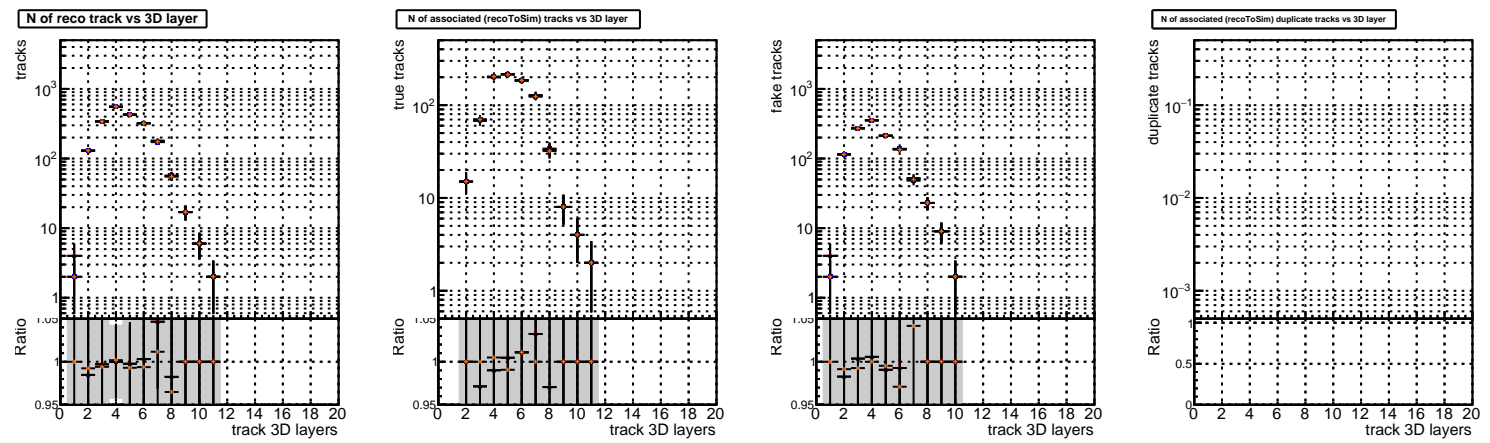 N of reco track vs 3D layer
tracks
10³
10²
10
1
Ratio
1.05
1
0.95
0 2 4 6 8 10 12 14 16 18 20
track 3D layers
N of associated (recoToSim) tracks vs 3D layer
true tracks
10²
10
1
Ratio
1.05
1
0.95
0 2 4 6 8 10 12 14 16 18 20
track 3D layers
fake tracks
10³
10²
10
1
Ratio
1.05
1
0.95
0 2 4 6 8 10 12 14 16 18 20
track 3D layers
N of associated (recoToSim) duplicate tracks vs 3D layer
duplicate tracks
10⁻¹
10⁻²
10⁻³
Ratio
1
0.5
0
0 2 4 6 8 10 12 14 16 18 20
track 3D layers